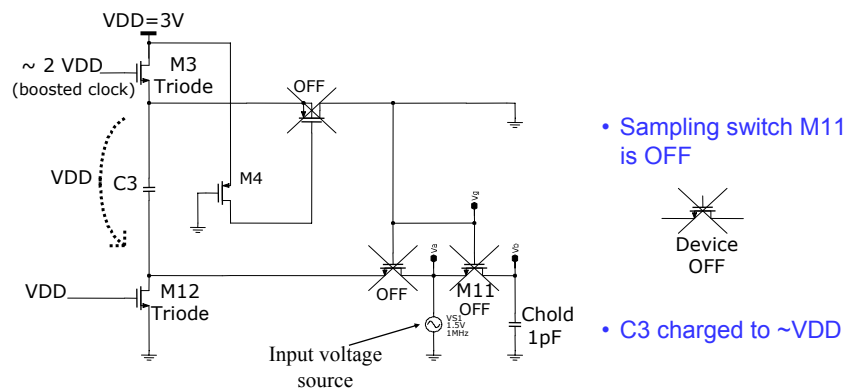 VDD=3V
~ 2 VDD
(boosted clock)
M3
Triode
OFF
• Sampling switch M11
is OFF
VDD
C3
M4
Vg
Device
OFF
Va
Vb
VDD
M12
Triode
OFF
M11
OFF
Chold
1pF
VS1
1.5V
1MHz
• C3 charged to ~VDD
Input voltage
source